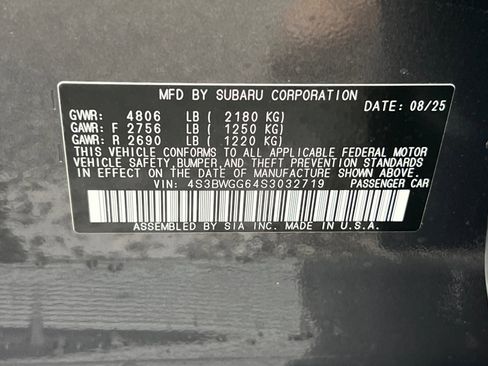 MFD BY SUBARU CORPORATION
DATE: 08/25
GVWR: 4806 LB ( 2180 KG)
GAWR: F 2756 LB ( 1250 KG)
GAWR: R 2690 LB ( 1220 KG)
THIS VEHICLE CONFORMS TO ALL APPLICABLE FEDERAL MOTOR
VEHICLE SAFETY, BUMPER, AND THEFT PREVENTION STANDARDS
IN EFFECT ON THE DATE OF MANUFACTURE SHOWN ABOVE.
VIN: 4S3BWGG64S3032719 PASSENGER CAR
ASSEMBLED BY SIA INC. MADE IN U.S.A.